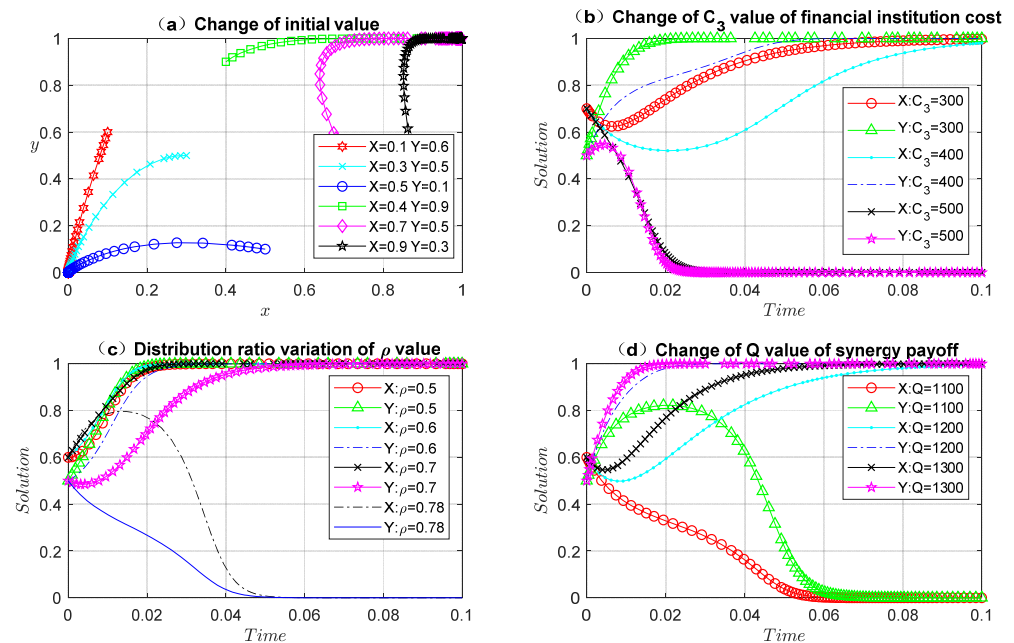 （a）Change of initial value
1
0.8
0.6
y
0.4
0.2
0
0
0.2
0.4
0.6
0.8
1
x
X=0.1 Y=0.6
X=0.3 Y=0.5
X=0.5 Y=0.1
X=0.4 Y=0.9
X=0.7 Y=0.5
X=0.9 Y=0.3
（b）Change of C₃ value of financial institution cost
1
0.8
0.6
0.4
0.2
0
Solution
0
0.02
0.04
0.06
0.08
0.1
Time
X:C₃=300
Y:C₃=300
X:C₃=400
Y:C₃=400
X:C₃=500
Y:C₃=500
（c）Distribution ratio variation of ρ value
1
0.8
0.6
0.4
0.2
0
Solution
0
0.02
0.04
0.06
0.08
0.1
Time
X:ρ=0.5
Y:ρ=0.5
X:ρ=0.6
Y:ρ=0.6
X:ρ=0.7
Y:ρ=0.7
X:ρ=0.78
Y:ρ=0.78
（d）Change of Q value of synergy payoff
1
0.8
0.6
0.4
0.2
0
Solution
0
0.02
0.04
0.06
0.08
0.1
Time
X:Q=1100
Y:Q=1100
X:Q=1200
Y:Q=1200
X:Q=1300
Y:Q=1300